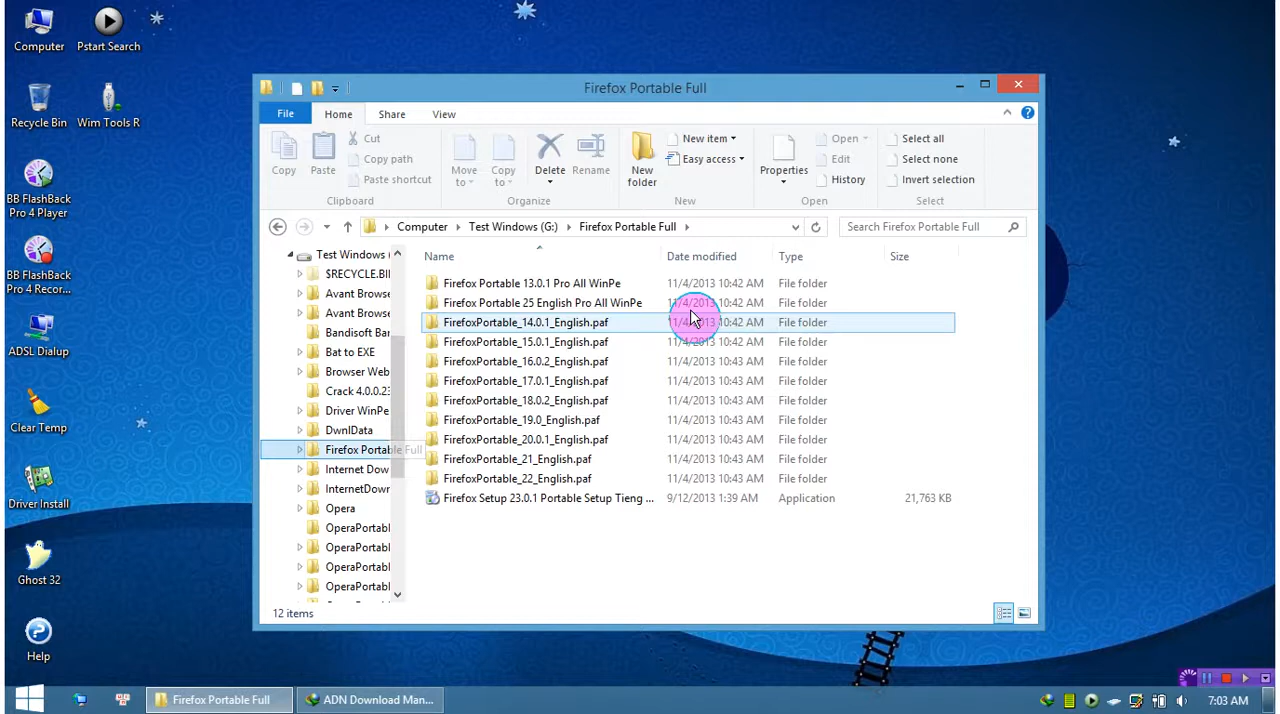 Computer
Pstart Search
Recycle Bin
Wim Tools R
BB FlashBack
Pro 4 Player
BB FlashBack
Pro 4 Recor...
ADSL Dialup
Clear Temp
Driver Install
Ghost 32
Help
Firefox Portable Full
File Home Share View
Copy
Paste
Cut
Copy path
Paste shortcut
Clipboard
Move
to
Copy
to
Delete
Rename
Organize
New
folder
New item
Easy access
New
Properties
Open
Edit
History
Open
Select all
Select none
Invert selection
Select
Computer Test Windows (G:) Firefox Portable Full
Search Firefox Portable Full
Test Windows (
$RECYCLE.BI
Avant Browse
Avant Browse
Bandisoft Ban
Bat to EXE
Browser Web
Crack 4.0.0.23
Driver WinPe
DwnlData
Firefox Portable Full
Internet Dow
InternetDown
Opera
OperaPortabl
OperaPortabl
OperaPortabl
OperaPortabl
Name Date modified Type Size
Firefox Portable 13.0.1 Pro All WinPe 11/4/2013 10:42 AM File folder
Firefox Portable 25 English Pro All WinPe 11/4/2013 10:42 AM File folder
FirefoxPortable_14.0.1_English.paf 11/4/2013 10:42 AM File folder
FirefoxPortable_15.0.1_English.paf 11/4/2013 10:42 AM File folder
FirefoxPortable_16.0.2_English.paf 11/4/2013 10:43 AM File folder
FirefoxPortable_17.0.1_English.paf 11/4/2013 10:43 AM File folder
FirefoxPortable_18.0.2_English.paf 11/4/2013 10:43 AM File folder
FirefoxPortable_19.0_English.paf 11/4/2013 10:43 AM File folder
FirefoxPortable_20.0.1_English.paf 11/4/2013 10:43 AM File folder
FirefoxPortable_21_English.paf 11/4/2013 10:43 AM File folder
FirefoxPortable_22_English.paf 11/4/2013 10:43 AM File folder
Firefox Setup 23.0.1 Portable Setup Tieng ... 9/12/2013 1:39 AM Application 21,763 KB
12 items
Firefox Portable Full
ADN Download Man...
7:03 AM